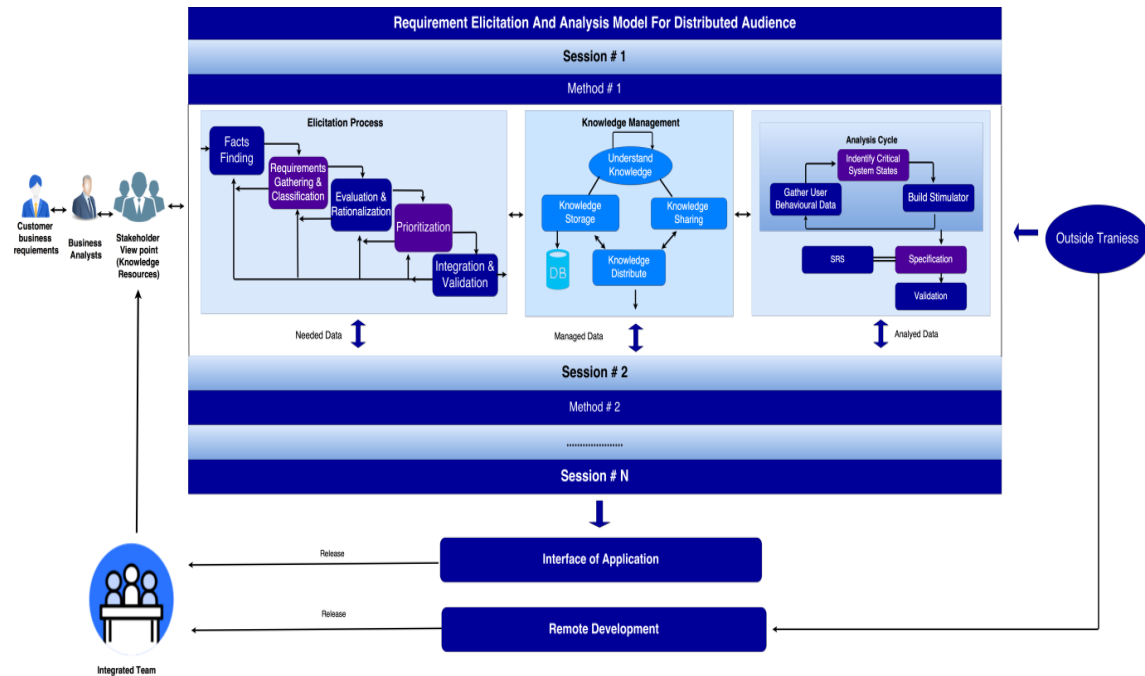 Requirement Elicitation And Analysis Model For Distributed Audience
Session # 1
Method # 1
Elicitation Process
Facts
Finding
Requirements
Gathering &
Classification
Evaluation &
Rationalization
Prioritization
Integration &
Validation
Knowledge Management
Understand
Knowledge
Knowledge
Storage
Knowledge
Sharing
DB
Knowledge
Distribute
Analysis Cycle
Indentify Critical
System States
Gather User
Behavioural Data
Build Stimulator
SRS
Specification
Validation
Customer
business
requiements
Business
Analysts
Stakeholder
View point
(Knowledge
Resources)
Outside Traniess
Needed Data
Managed Data
Analyed Data
Session # 2
Method # 2
.....................
Session # N
Release
Interface of Application
Release
Remote Development
Integrated Team